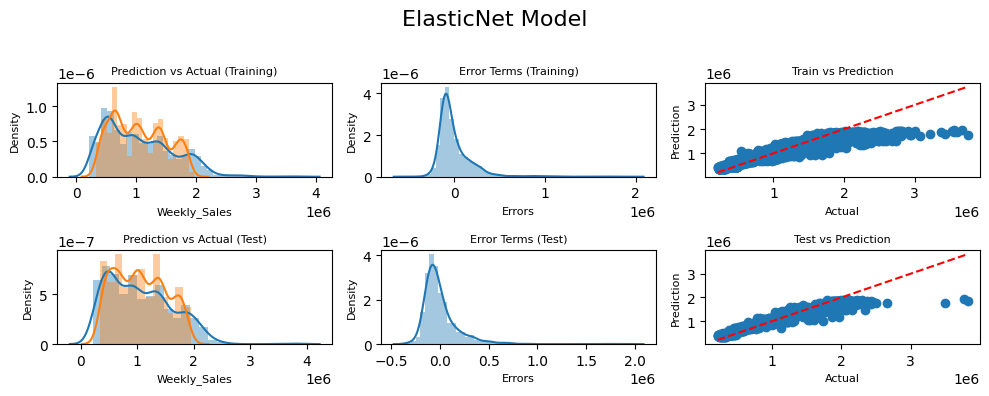 ElasticNet Model
1e−6 Prediction vs Actual (Training)
Density
1.0
0.5
0.0
0 1 2 3 4
Weekly_Sales 1e6
1e−6 Error Terms (Training)
Density
4
2
0
0 1 2
Errors 1e6
1e6 Train vs Prediction
Prediction
3
2
1
1 2 3
Actual 1e6
1e−7 Prediction vs Actual (Test)
Density
5
0
0 1 2 3 4
Weekly_Sales 1e6
1e−6 Error Terms (Test)
Density
4
2
0
−0.5 0.0 0.5 1.0 1.5 2.0
Errors 1e6
1e6 Test vs Prediction
Prediction
3
2
1
1 2 3
Actual 1e6